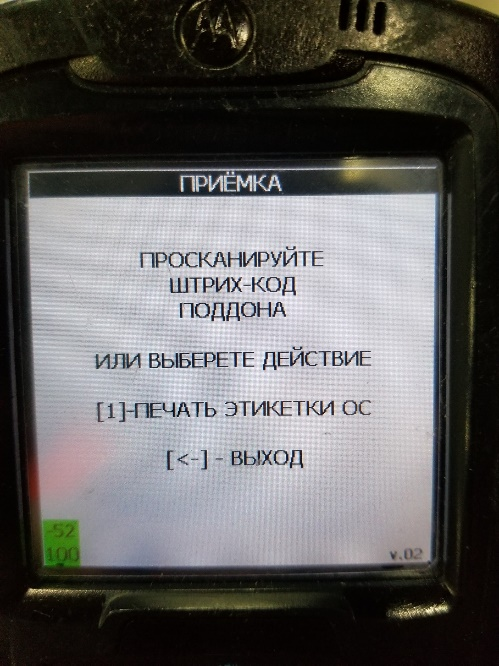 ПРИЁМКА
ПРОСКАНИРУЙТЕ
ШТРИХ-КОД
ПОДДОНА
ИЛИ ВЫБЕРЕТЕ ДЕЙСТВИЕ
[1]-ПЕЧАТЬ ЭТИКЕТКИ ОС
[<-] - ВЫХОД
-52
100
v.02